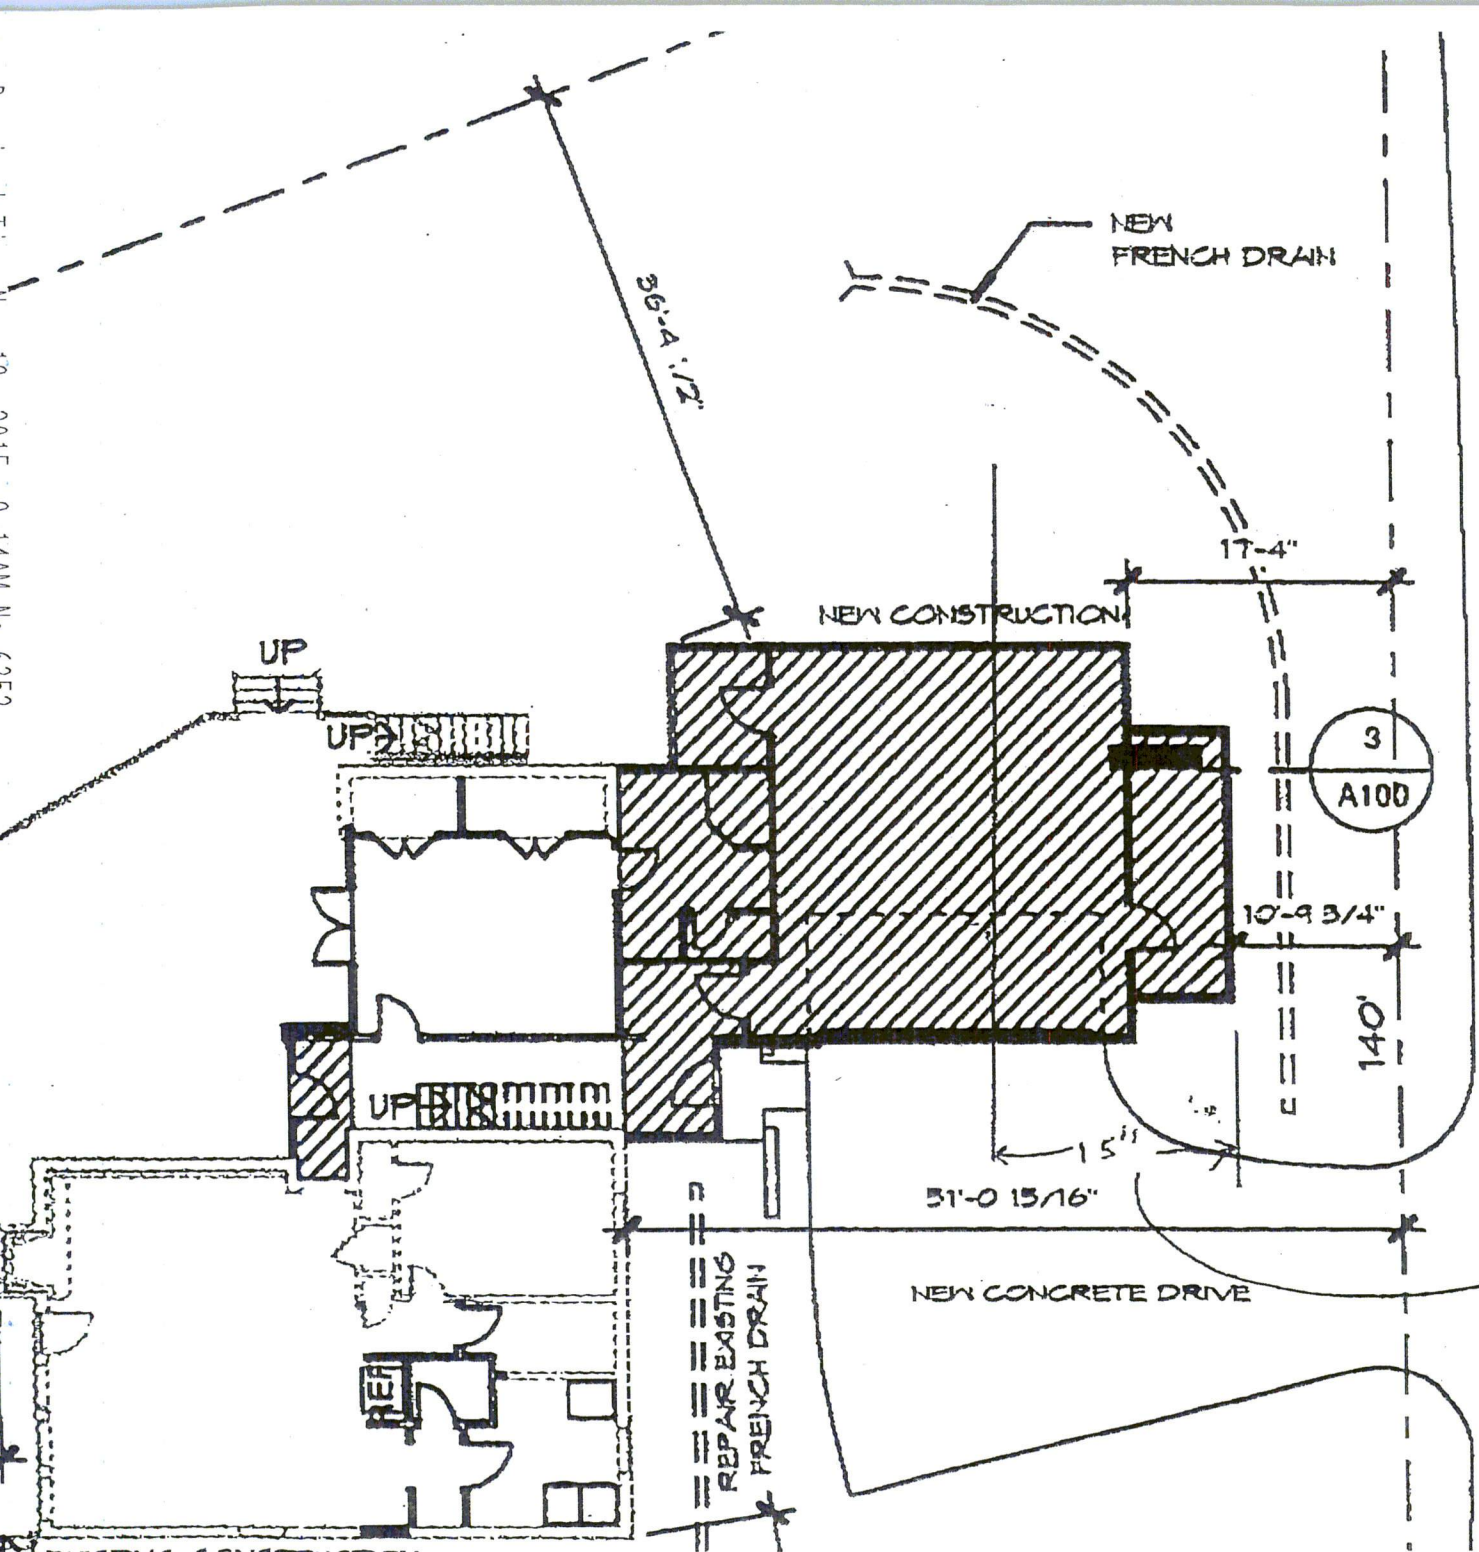 NEW
FRENCH DRAIN
36'-4 1/2"
17'-4"
NEW CONSTRUCTION
UP
UP
3
A100
10'-9 3/4"
140'
UP
15'
51'-0 15/16"
NEW CONCRETE DRIVE
REPAIR EXISTING
FRENCH DRAIN
REF